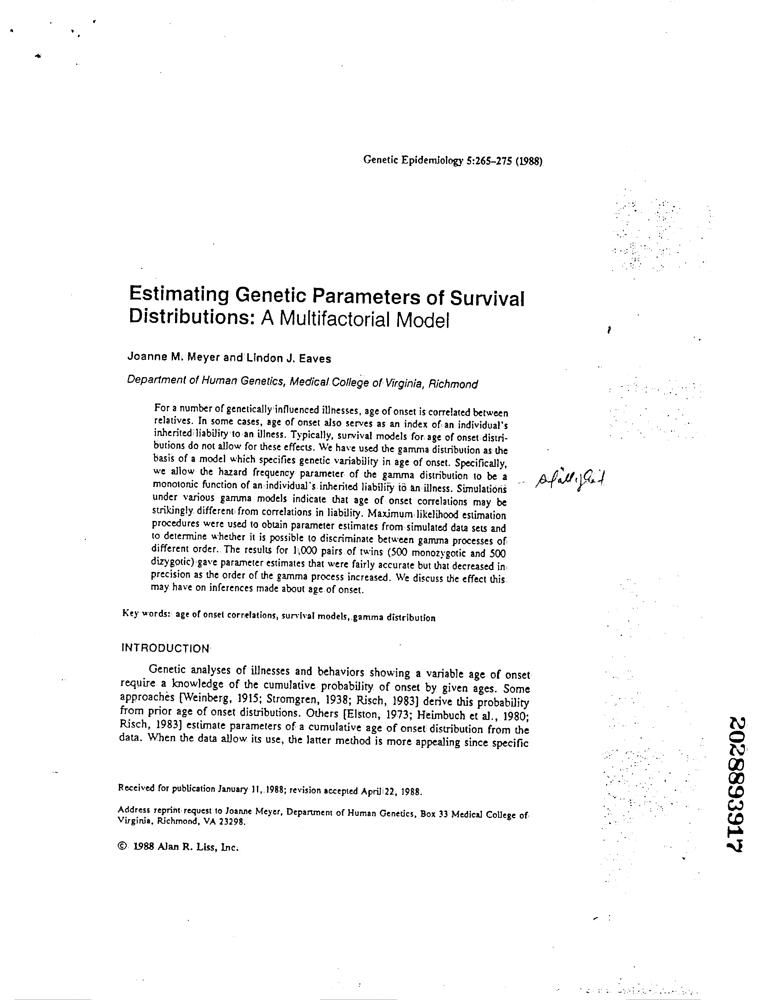 Genetic Epidemiology 5:265–275 (1988)
Estimating Genetic Parameters of Survival
Distributions: A Multifactorial Model
Joanne M. Meyer and Lindon J. Eaves
Department of Human Genetics, Medical College of Virginia, Richmond
For a number of genetically influenced illnesses, age of onset is correlated between
relatives. In some cases, age of onset also serves as an index of an individual's
inherited liability to an illness. Typically, survival models for age of onset distri-
butions do not allow for these effects. We have used the gamma distribution as the
basis of a model which specifies genetic variability in age of onset. Specifically,
we allow the hazard frequency parameter of the gamma distribution to be a
monotonic function of an individual's inherited liability to an illness. Simulations
under various gamma models indicate that age of onset correlations may be
strikingly different from correlations in liability. Maximum likelihood estimation
procedures were used to obtain parameter estimates from simulated data sets and
to determine whether it is possible to discriminate between gamma processes of
different order. The results for 1,000 pairs of twins (500 monozygotic and 500
dizygotic) gave parameter estimates that were fairly accurate but that decreased in
precision as the order of the gamma process increased. We discuss the effect this
may have on inferences made about age of onset.
Key words: age of onset correlations, survival models, gamma distribution
INTRODUCTION
Genetic analyses of illnesses and behaviors showing a variable age of onset
require a knowledge of the cumulative probability of onset by given ages. Some
approaches [Weinberg, 1915; Stromgren, 1938; Risch, 1983] derive this probability
from prior age of onset distributions. Others [Elston, 1973; Heimbuch et al., 1980;
Risch, 1983] estimate parameters of a cumulative age of onset distribution from the
data. When the data allow its use, the latter method is more appealing since specific
Received for publication January 11, 1988; revision accepted April 22, 1988.
Address reprint request to Joanne Meyer, Department of Human Genetics, Box 33 Medical College of
Virginia, Richmond, VA 23298.
© 1988 Alan R. Liss, Inc.
2028893917